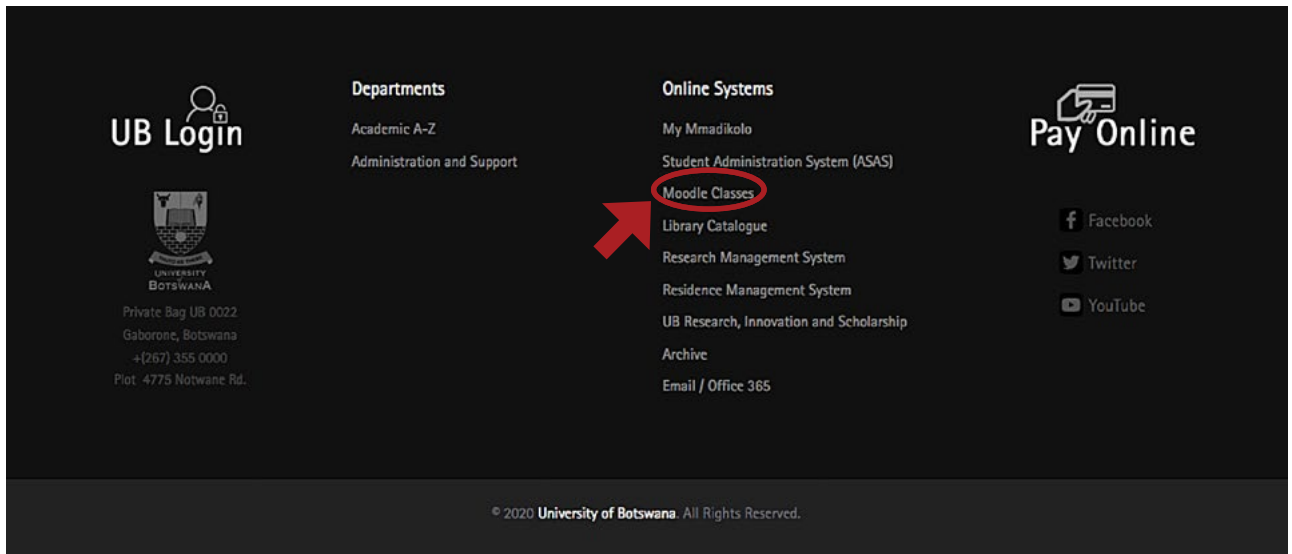 UB Login
UNIVERSITY
OF
BOTSWANA
Private Bag UB 0022
Gaborone, Botswana
+(267) 355 0000
Plot 4775 Notwane Rd.
Departments
Academic A-Z
Administration and Support
Online Systems
My Mmadikolo
Student Administration System (ASAS)
Moodle Classes
Library Catalogue
Research Management System
Residence Management System
UB Research, Innovation and Scholarship
Archive
Email / Office 365
Pay Online
Facebook
Twitter
YouTube
© 2020 University of Botswana. All Rights Reserved.